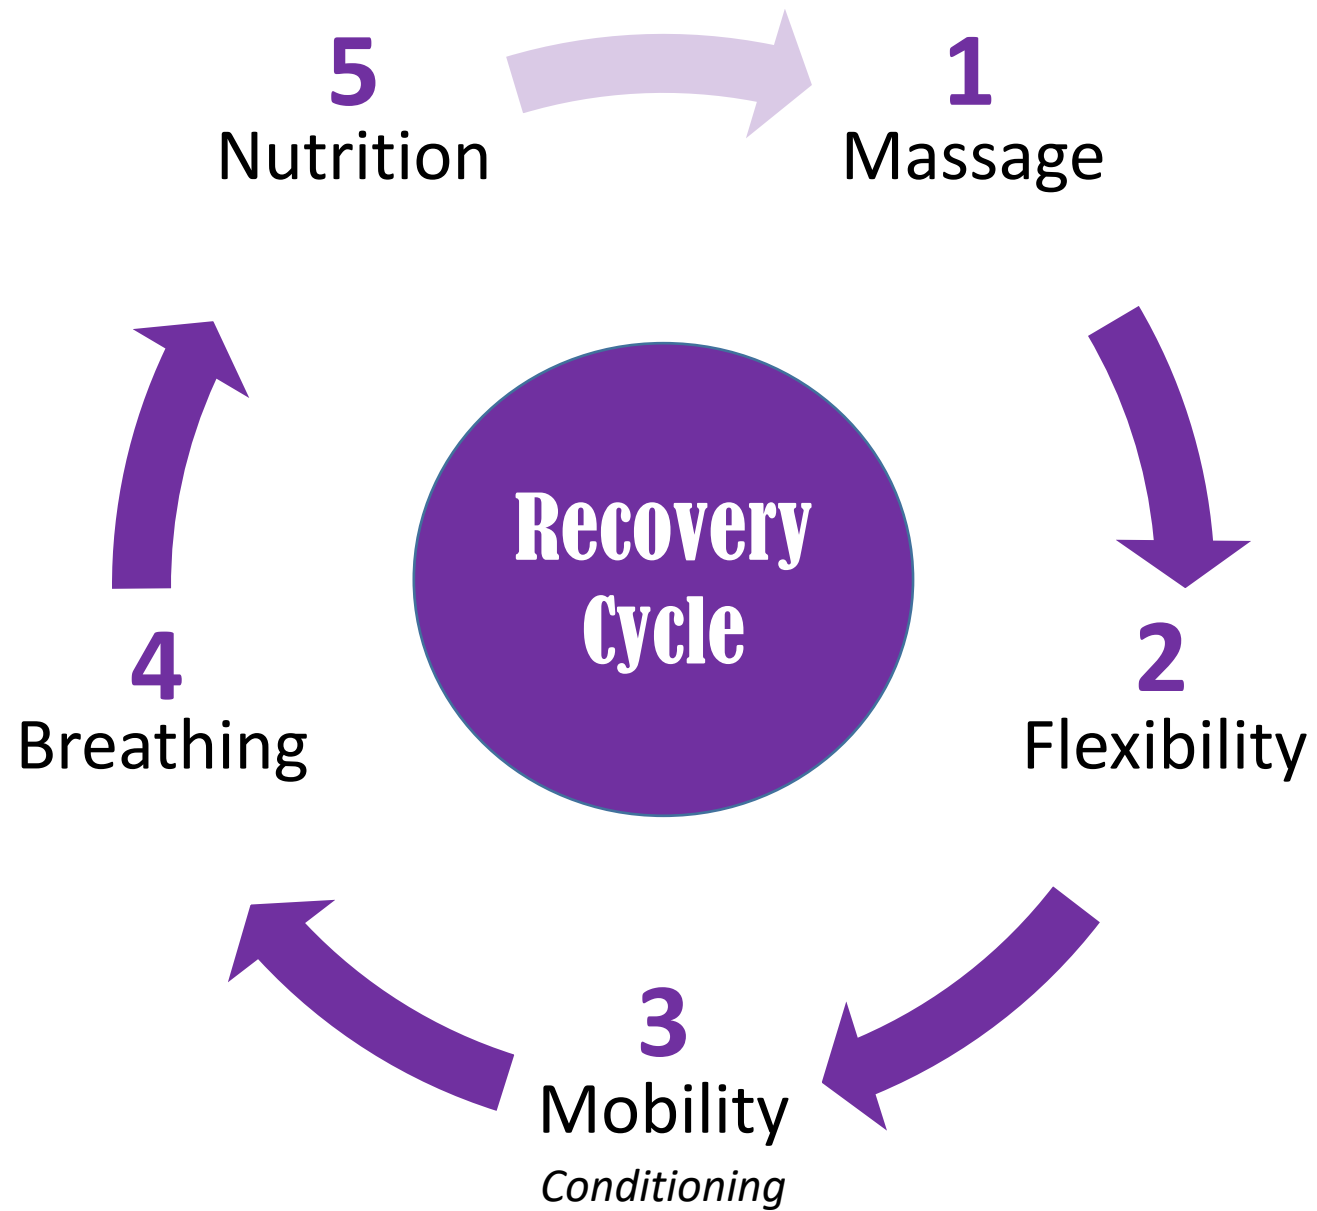 5
Nutrition
1
Massage
Recovery
Cycle
4
Breathing
2
Flexibility
3
Mobility
Conditioning